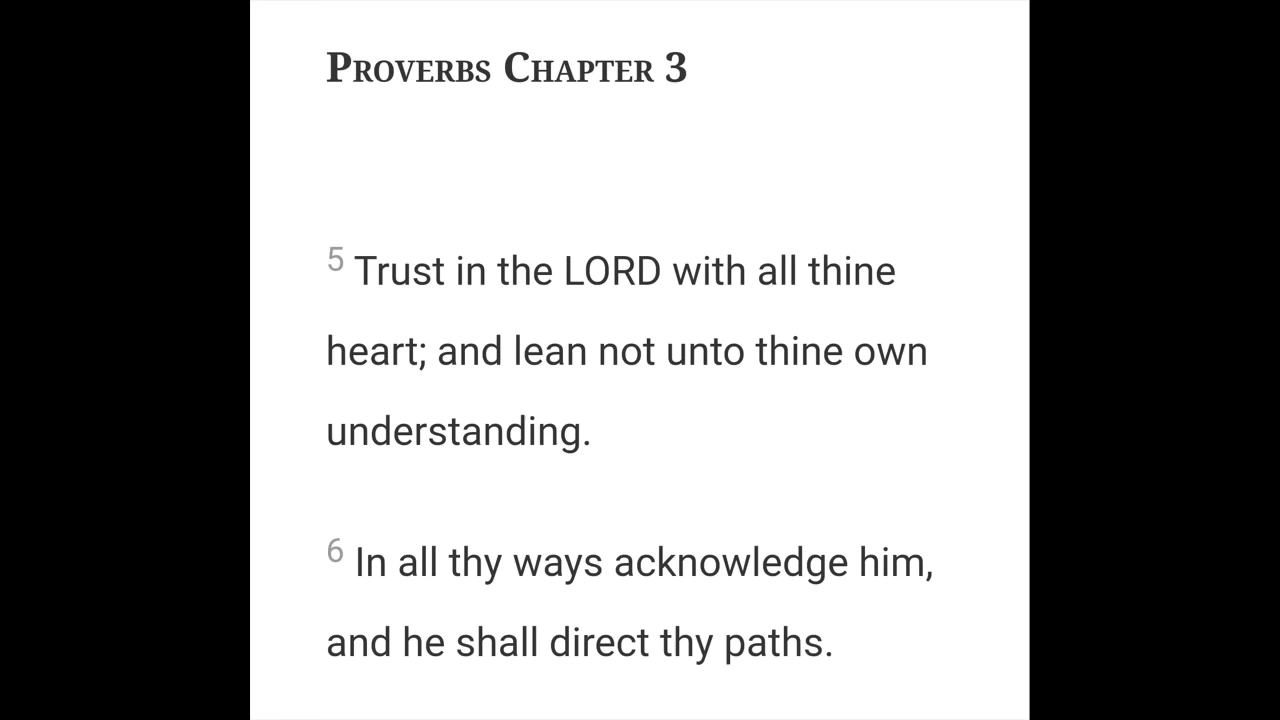 Proverbs Chapter 3
5 Trust in the LORD with all thine
heart; and lean not unto thine own
understanding.
6 In all thy ways acknowledge him,
and he shall direct thy paths.